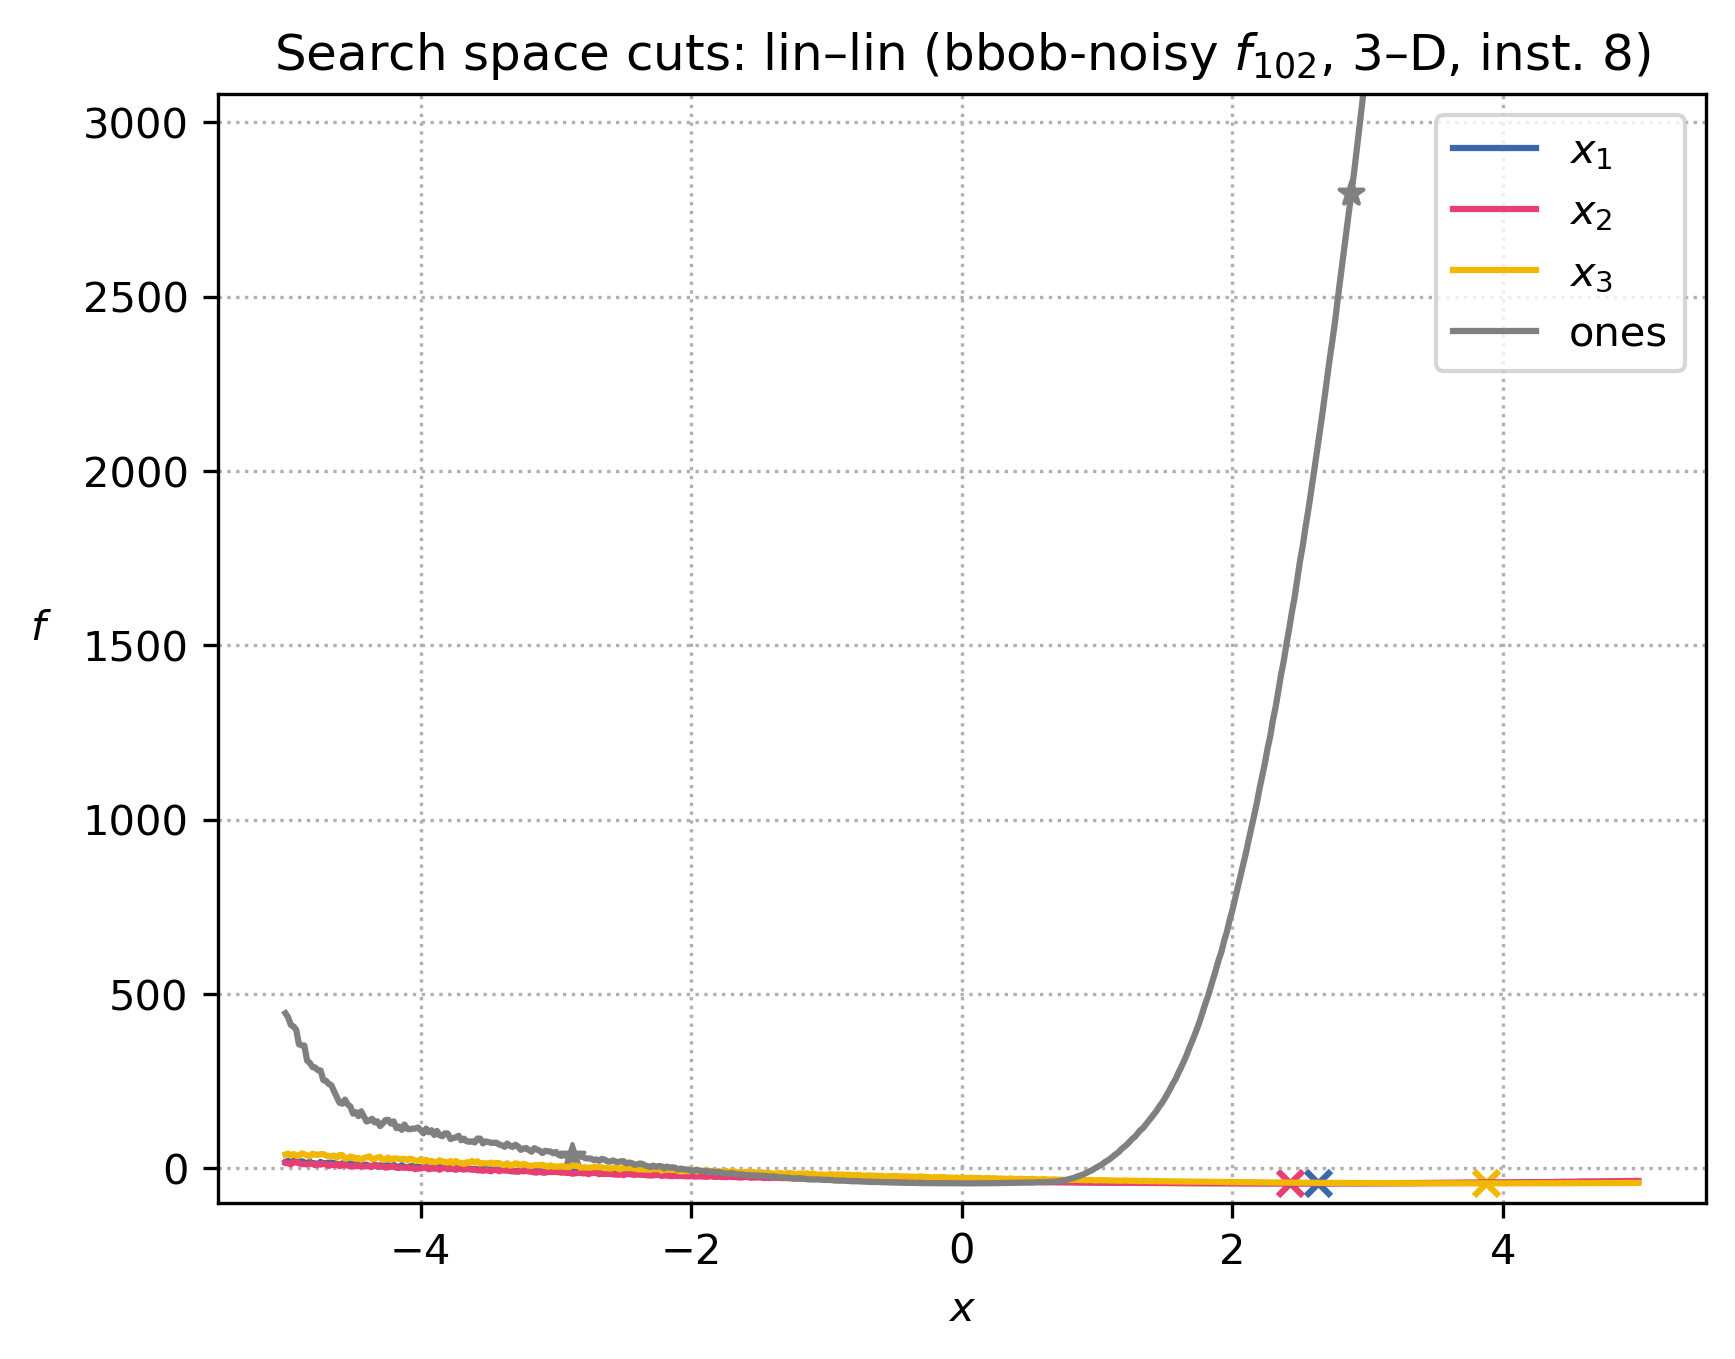 Search space cuts: lin–lin (bbob-noisy f₁₀₂, 3–D, inst. 8)
3000
2500
2000
1500
1000
500
0
f
x₁
x₂
x₃
ones
−4 −2 0 2 4
x